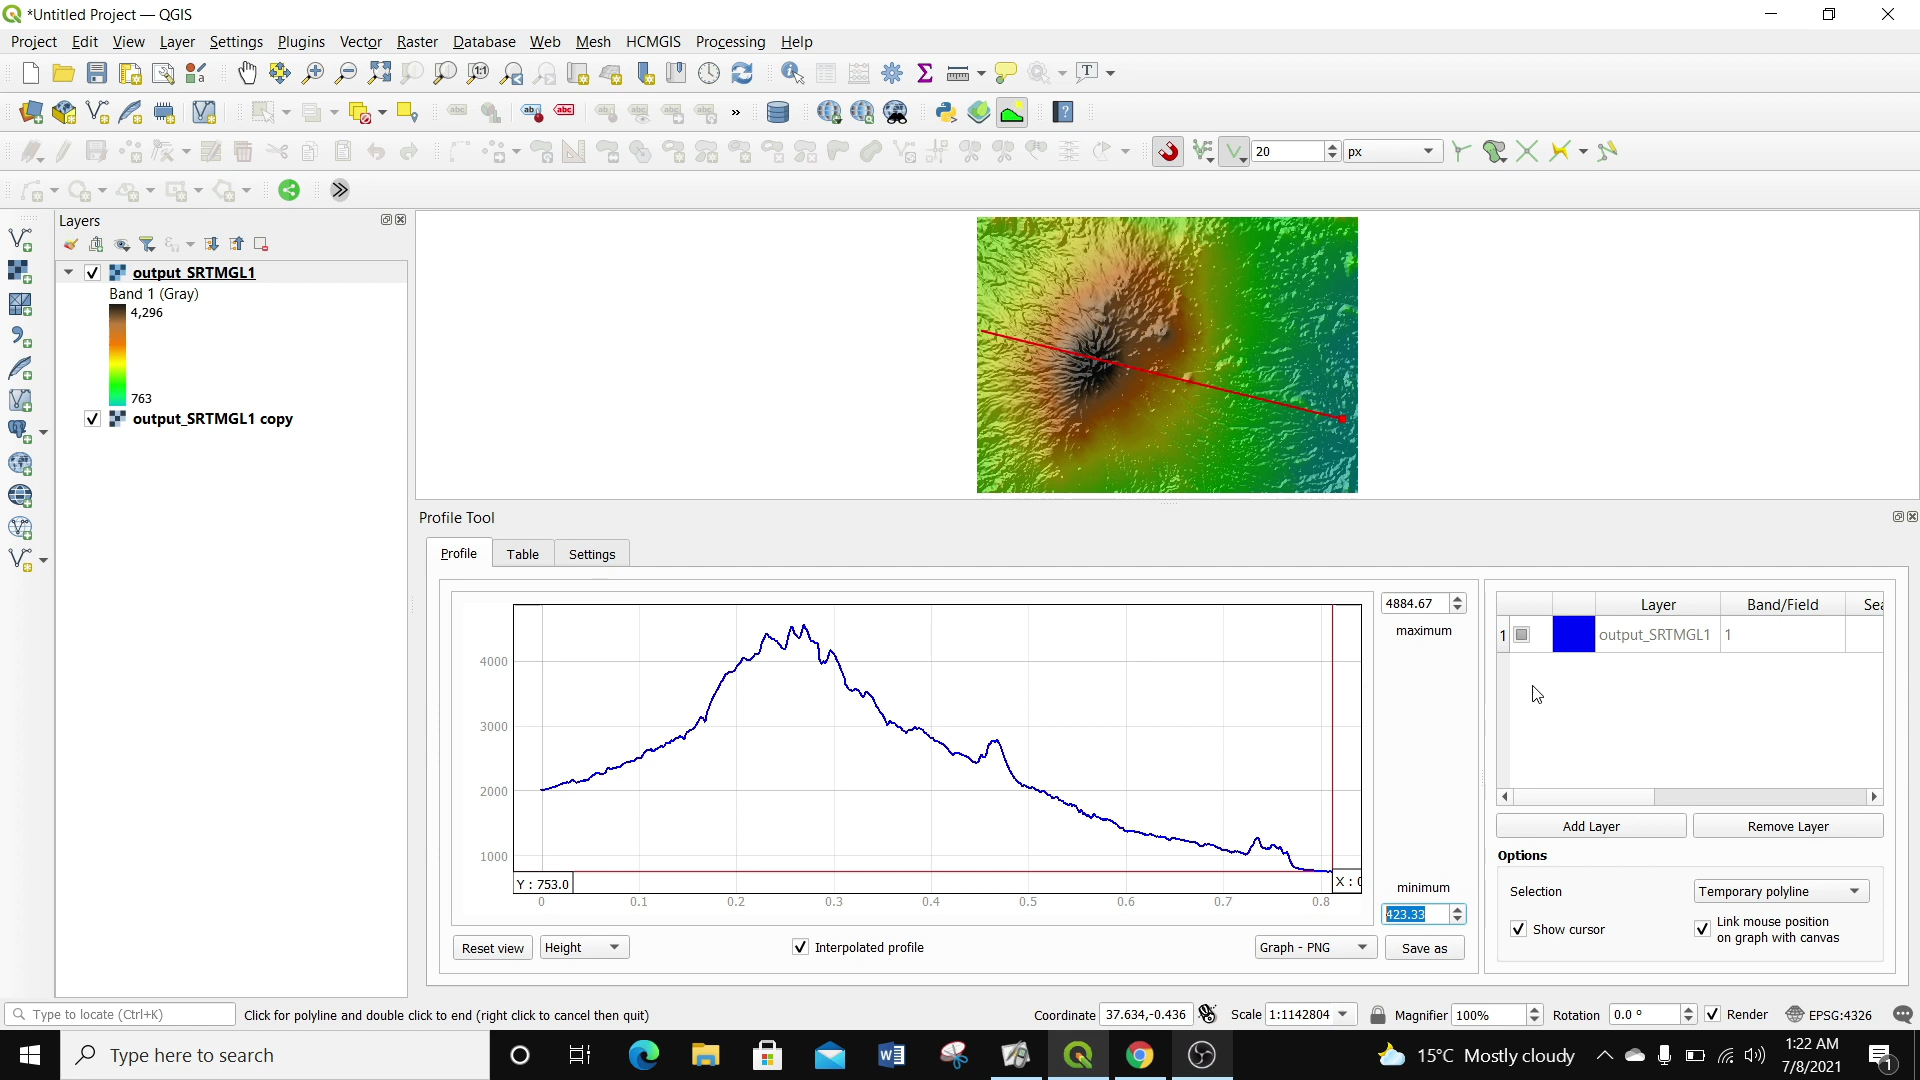 *Untitled Project — QGIS
Project Edit View Layer Settings Plugins Vector Raster Database Web Mesh HCMGIS Processing Help
20 px
Layers
output SRTMGL1
Band 1 (Gray)
4,296
763
output_SRTMGL1 copy
Profile Tool
Profile Table Settings
4884.67
maximum
4000
3000
2000
1000
Y : 753.0
X : 0
0 0.1 0.2 0.3 0.4 0.5 0.6 0.7 0.8
minimum
423.33
Reset view Height Interpolated profile Graph - PNG Save as
Layer Band/Field Sea
1 output_SRTMGL1 1
Add Layer Remove Layer
Options
Selection Temporary polyline
Show cursor Link mouse position
on graph with canvas
Type to locate (Ctrl+K) Click for polyline and double click to end (right click to cancel then quit) Coordinate 37.634,-0.436 Scale 1:1142804 Magnifier 100% Rotation 0.0 ° Render EPSG:4326
Type here to search 15°C Mostly cloudy 1:22 AM
7/8/2021
1